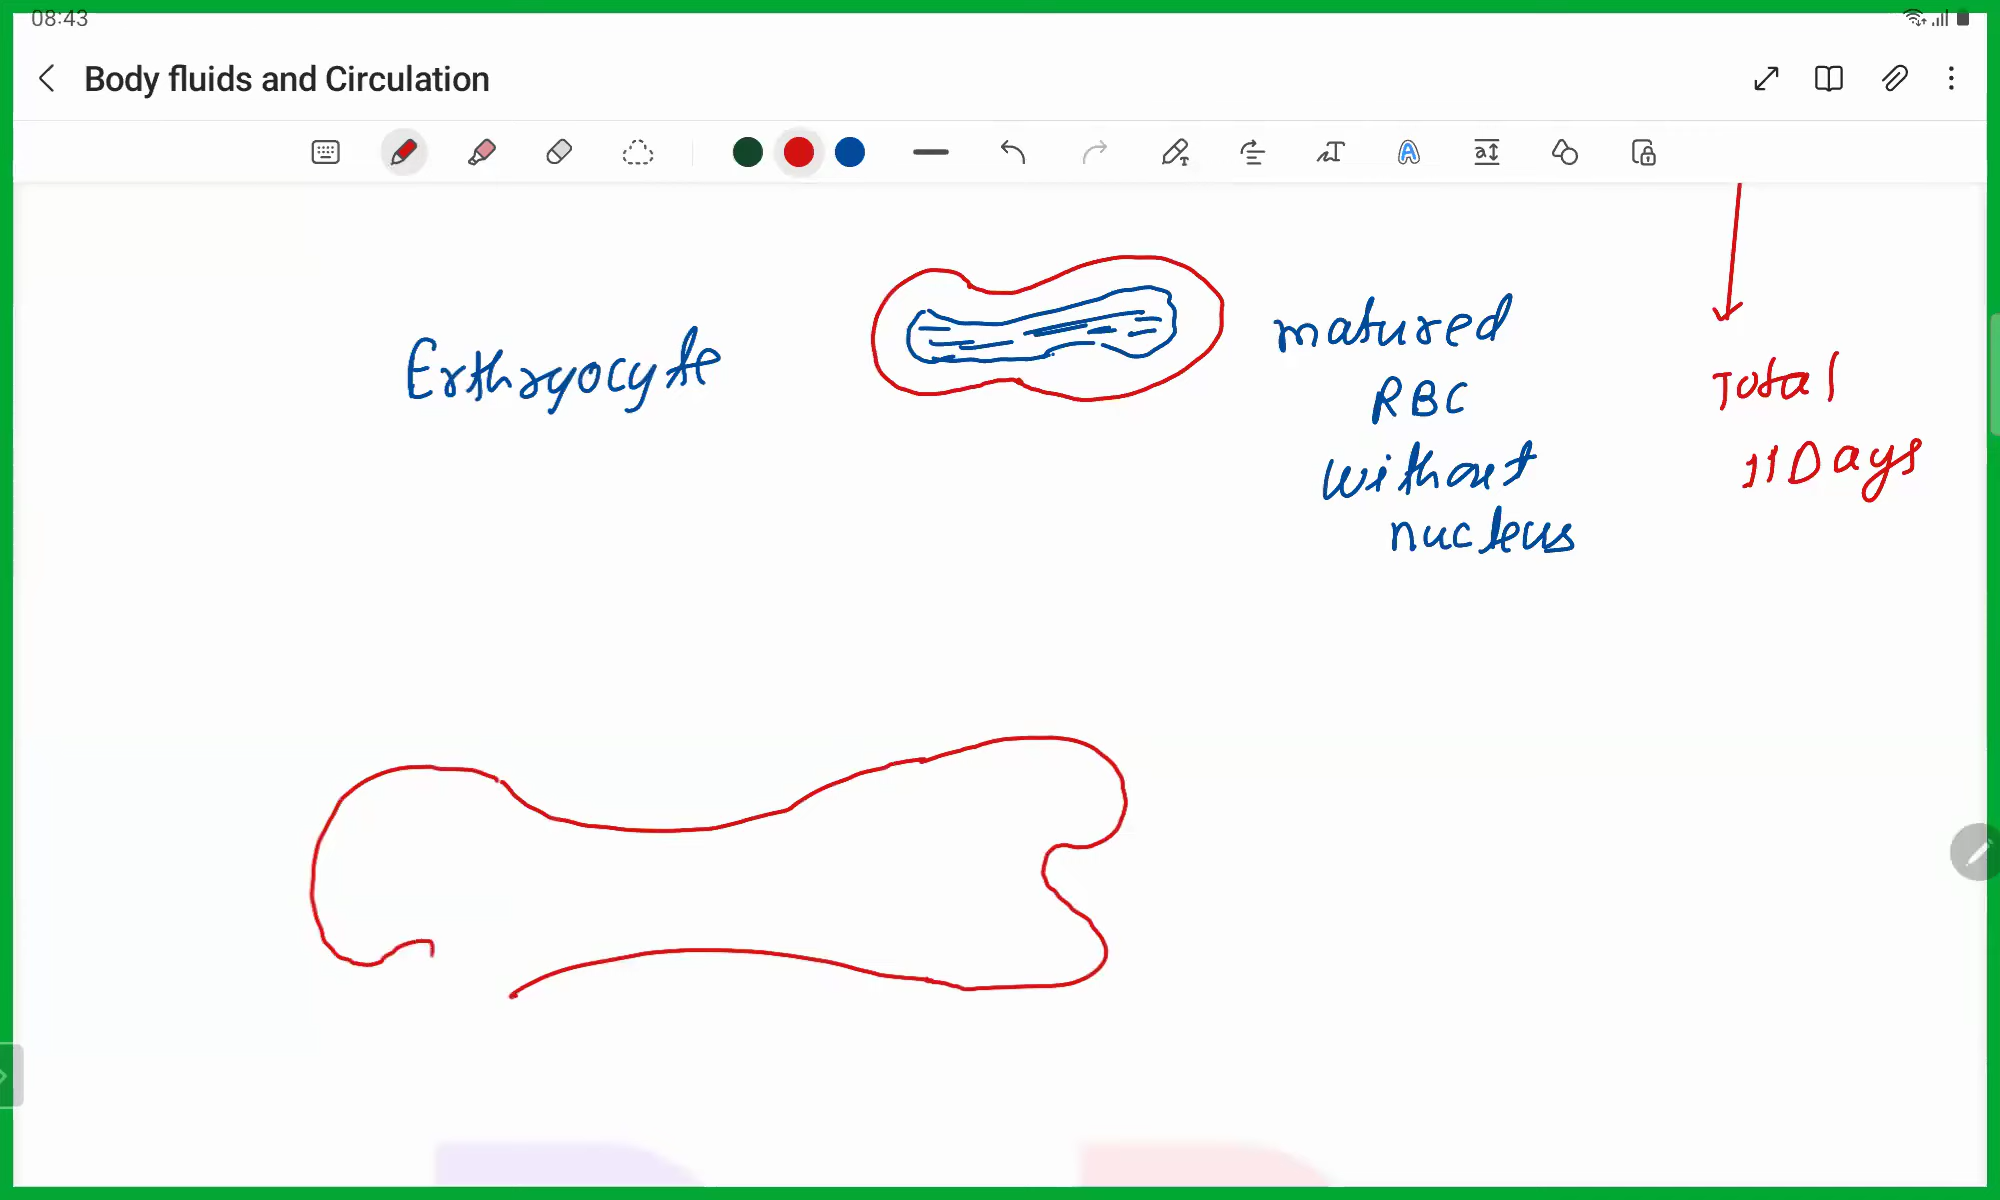 08:43
Body fluids and Circulation
Erthryocyte
matured
RBC
without
nucleus
Total
11 Days